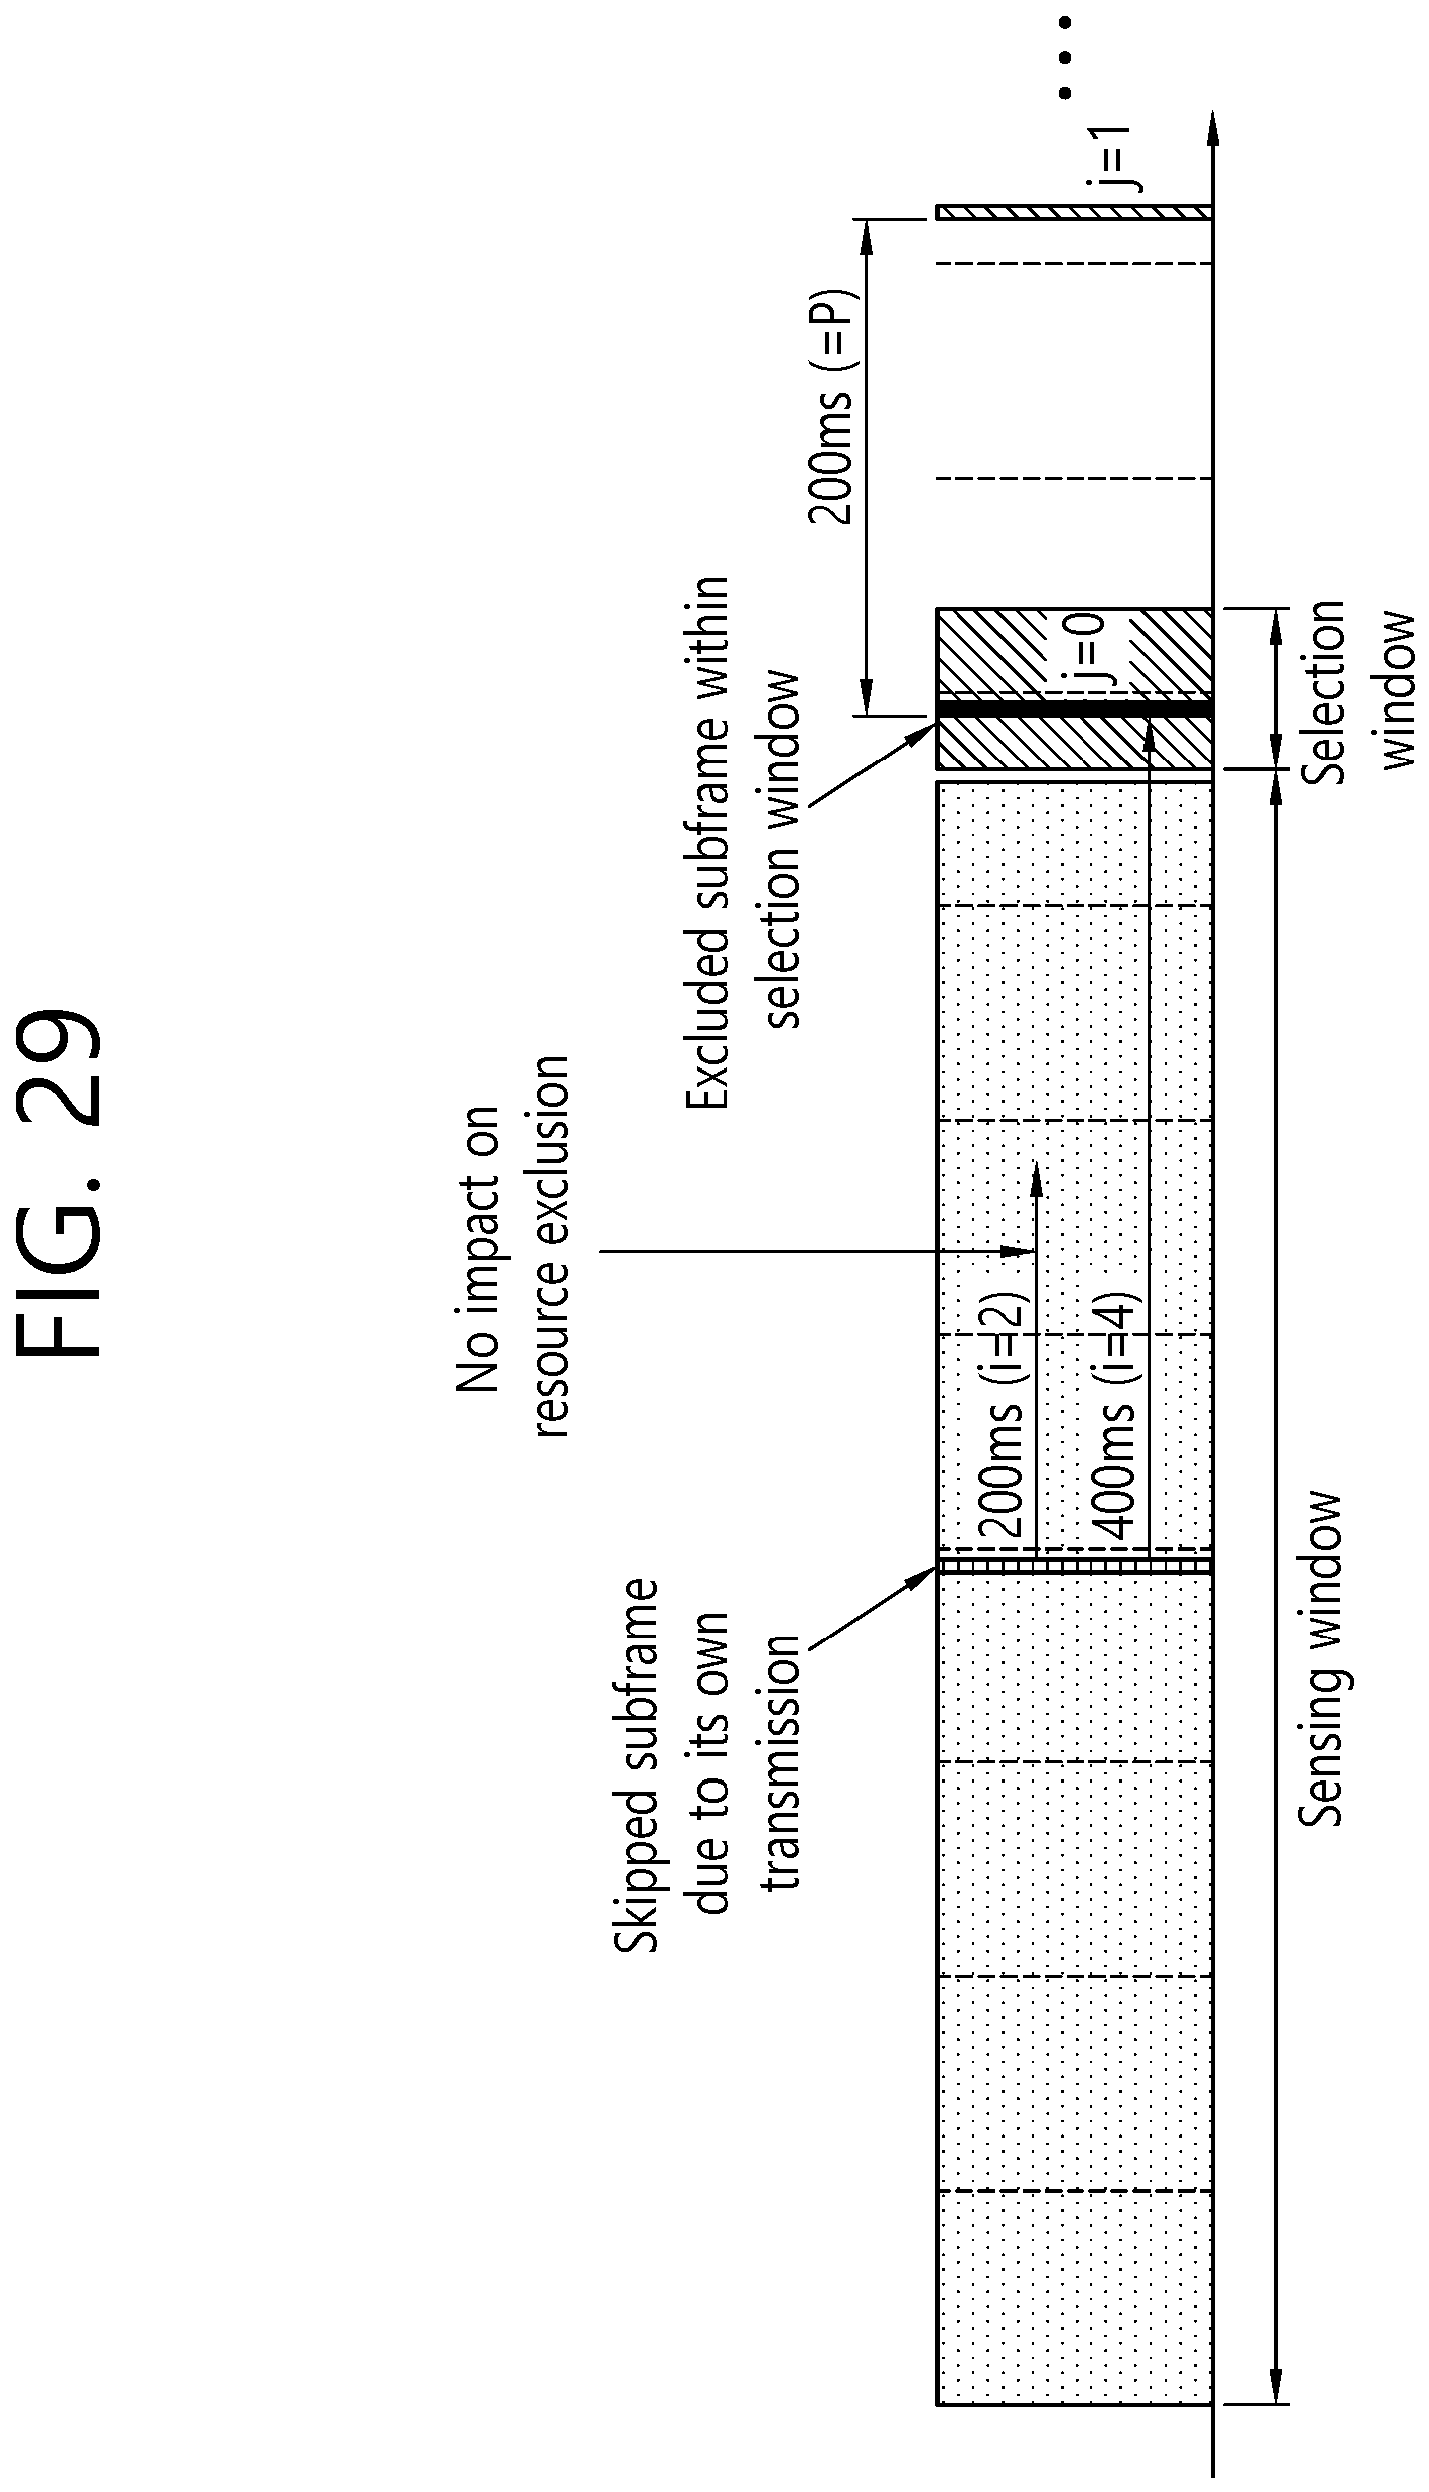 FIG. 29
No impact on
resource exclusion
Skipped subframe
due to its own
transmission
Excluded subframe within
selection window
200ms (=P)
200ms (i=2)
400ms (i=4)
j=0
j=1
Sensing window
Selection
window